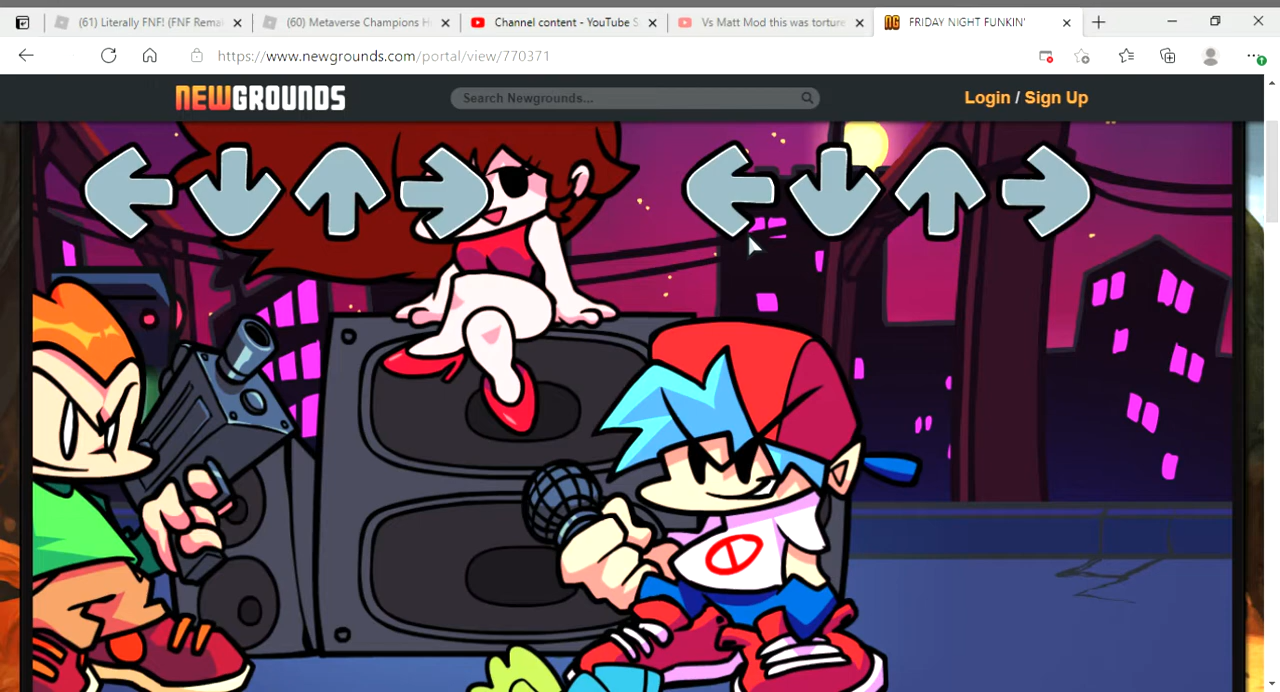 (61) Literally FNF! (FNF Rema
(60) Metaverse Champions H
Channel content - YouTube S
Vs Matt Mod this was torture
FRIDAY NIGHT FUNKIN'
https://www.newgrounds.com/portal/view/770371
NEWGROUNDS
Search Newgrounds...
Login / Sign Up